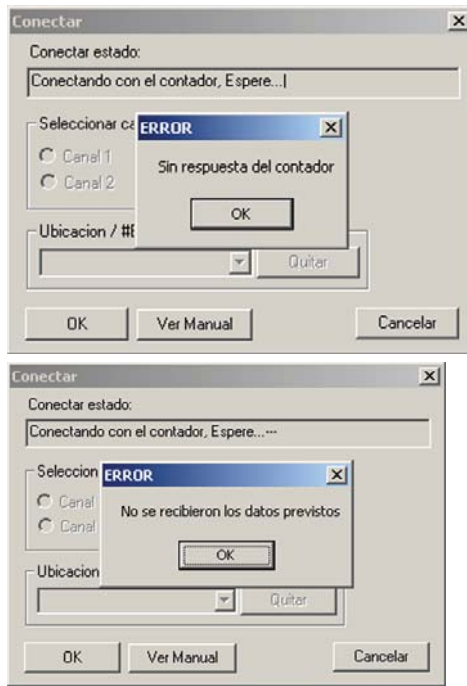 Conectar
Conectar estado:
Conectando con el contador, Espere...|
Seleccionar ca
ERROR
Canal 1
Sin respuesta del contador
Canal 2
OK
Ubicacion / #
Quitar
OK
Ver Manual
Cancelar
Conectar
Conectar estado:
Conectando con el contador, Espere...---
Seleccion
ERROR
Canal
No se recibieron los datos previstos
Canal
OK
Ubicacion
Quitar
OK
Ver Manual
Cancelar